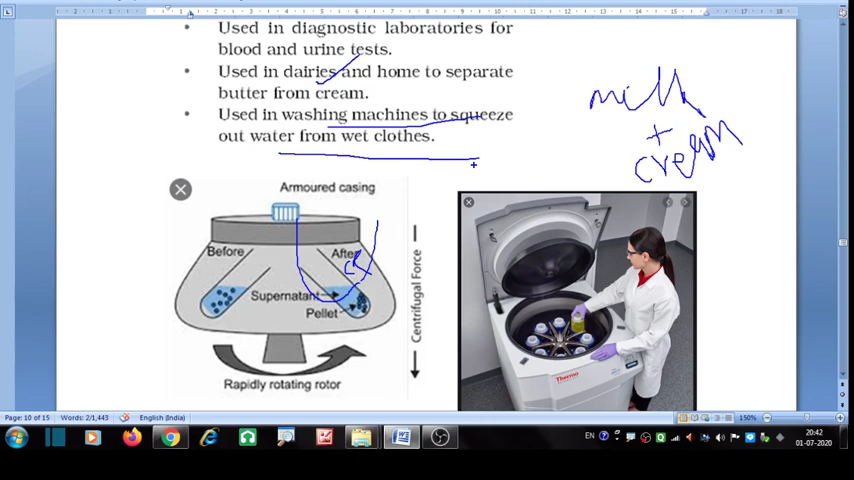 • Used in diagnostic laboratories for
blood and urine tests.
• Used in dairies and home to separate
butter from cream.
• Used in washing machines to squeeze
out water from wet clothes.
milk
+
cream
Armoured casing
Before
After
Supernatant
Pellet
Centrifugal Force
Rapidly rotating rotor
Thermo
Page: 10 of 15
Words: 2/1,443
English (India)
150%
EN
20:42
01-07-2020